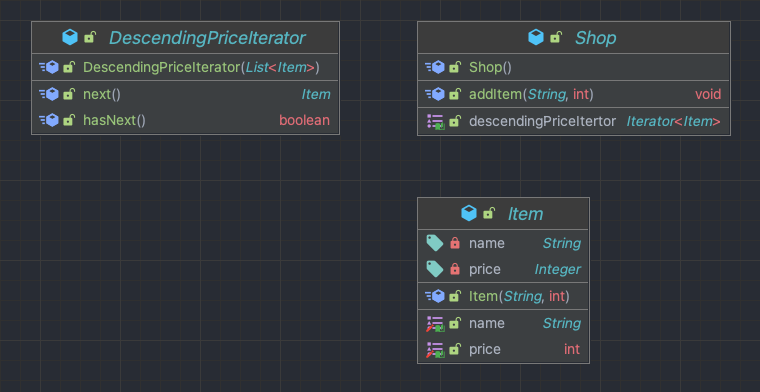 DescendingPriceIterator
DescendingPriceIterator(List<Item>)
next() Item
hasNext() boolean
Shop
Shop()
addItem(String, int) void
descendingPriceItertor Iterator<Item>
Item
name String
price Integer
Item(String, int)
name String
price int